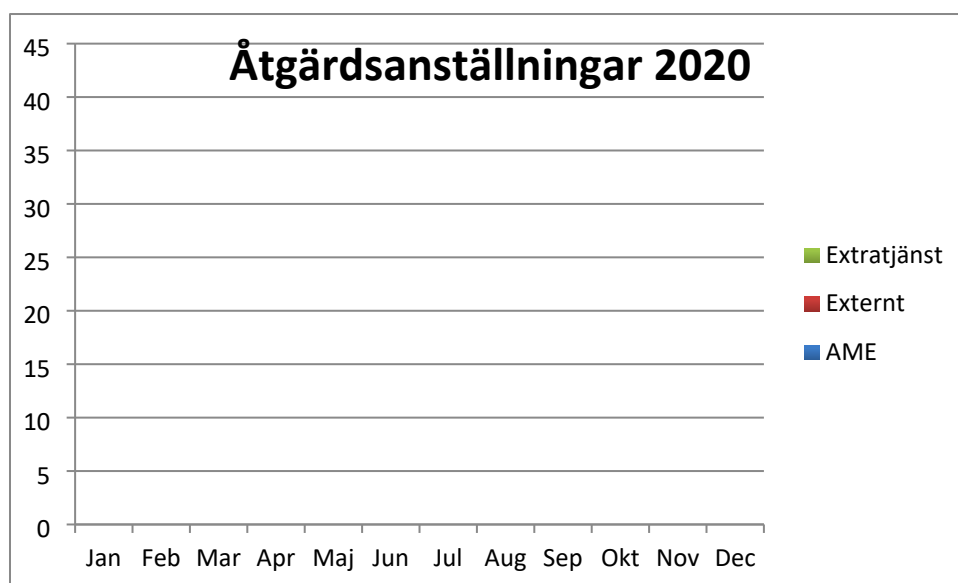 Åtgärdsanställningar 2020
45
40
35
30
25
20
15
10
5
0
Jan Feb Mar Apr Maj Jun Jul Aug Sep Okt Nov Dec
Extratjänst
Externt
AME